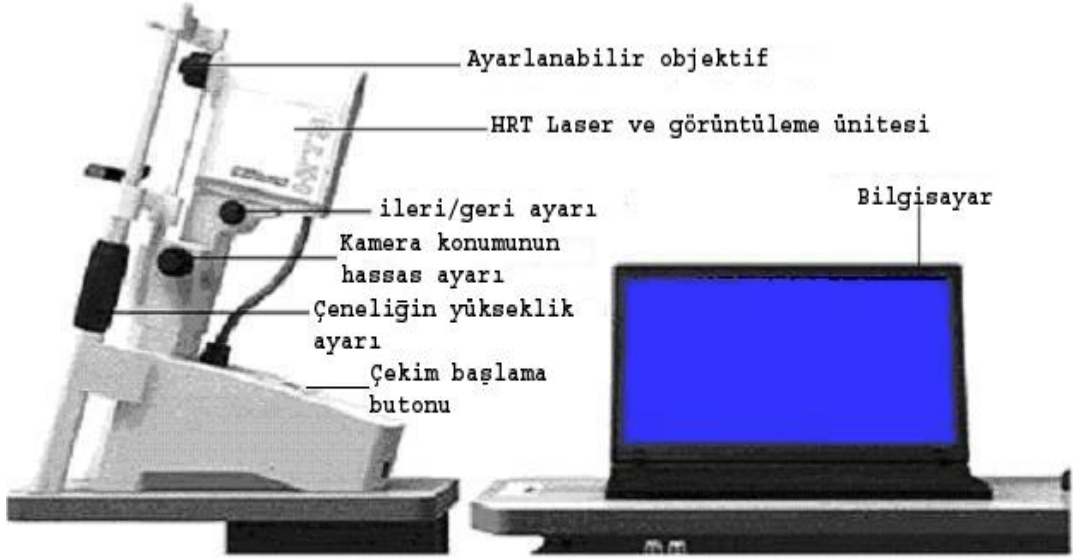 Ayarlanabilir objektif
HRT Laser ve görüntüleme ünitesi
ileri/geri ayarı
Kamera konumunun
hassas ayarı
Çeneliğin yükseklik
ayarı
Çekim başlama
butonu
Bilgisayar